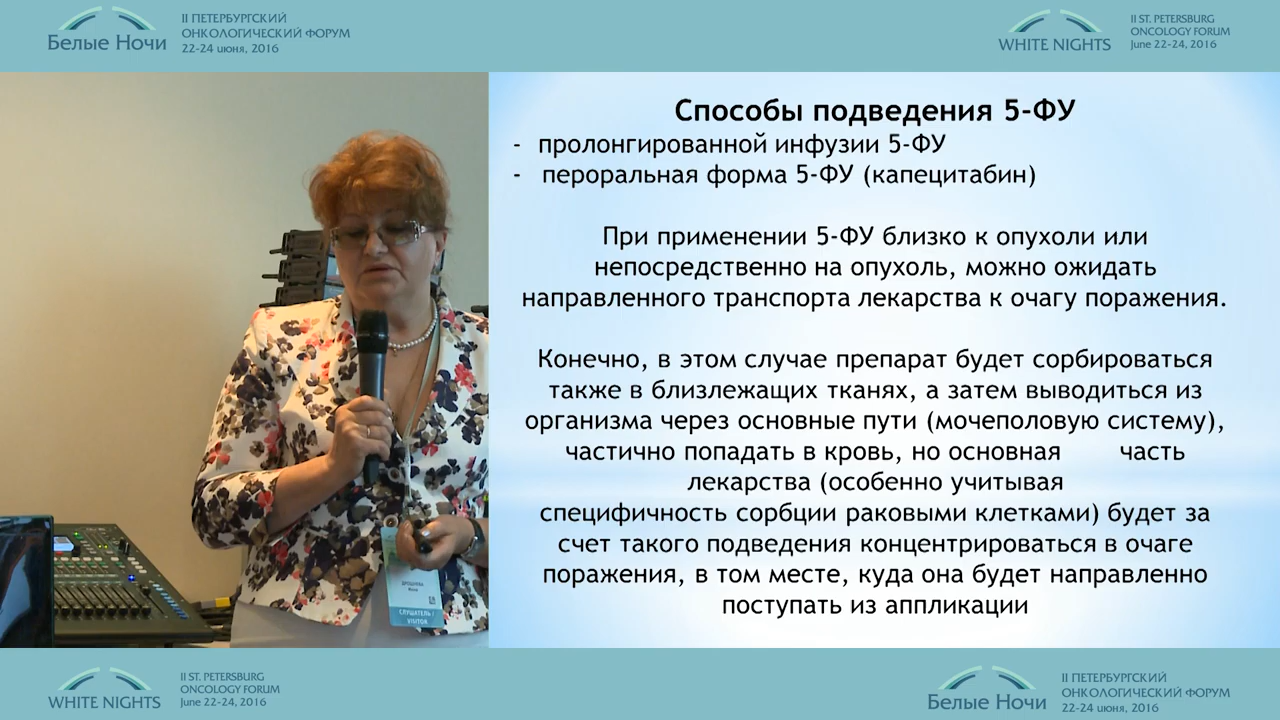 Белые Ночи
II ПЕТЕРБУРГСКИЙ
ОНКОЛОГИЧЕСКИЙ ФОРУМ
22-24 июня, 2016
WHITE NIGHTS
II ST. PETERSBURG
ONCOLOGY FORUM
June 22-24, 2016
Способы подведения 5-ФУ
- пролонгированной инфузии 5-ФУ
- пероральная форма 5-ФУ (капецитабин)
При применении 5-ФУ близко к опухоли или
непосредственно на опухоль, можно ожидать
направленного транспорта лекарства к очагу поражения.
Конечно, в этом случае препарат будет сорбироваться
также в близлежащих тканях, а затем выводиться из
организма через основные пути (мочеполовую систему),
частично попадать в кровь, но основная часть
лекарства (особенно учитывая
специфичность сорбции раковыми клетками) будет за
счет такого подведения концентрироваться в очаге
поражения, в том месте, куда она будет направленно
поступать из аппликации
СЛУШАТЕЛЬ /
WHITE NIGHTS
II ST. PETERSBURG
ONCOLOGY FORUM
June 22-24, 2016
Белые Ночи
II ПЕТЕРБУРГСКИЙ
ОНКОЛОГИЧЕСКИЙ ФОРУМ
22-24 июня, 2016